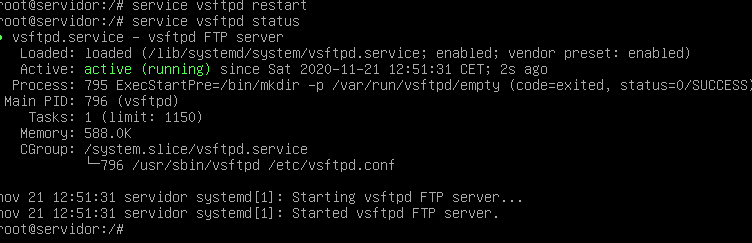 root@servidor:/# service vsftpd restart
root@servidor:/# service vsftpd status
● vsftpd.service - vsftpd FTP server
Loaded: loaded (/lib/systemd/system/vsftpd.service; enabled; vendor preset: enabled)
Active: active (running) since Sat 2020-11-21 12:51:31 CET; 2s ago
Process: 795 ExecStartPre=/bin/mkdir -p /var/run/vsftpd/empty (code=exited, status=0/SUCCESS)
Main PID: 796 (vsftpd)
Tasks: 1 (limit: 1150)
Memory: 588.0K
CGroup: /system.slice/vsftpd.service
└─796 /usr/sbin/vsftpd /etc/vsftpd.conf
nov 21 12:51:31 servidor systemd[1]: Starting vsftpd FTP server...
nov 21 12:51:31 servidor systemd[1]: Started vsftpd FTP server.
root@servidor:/#